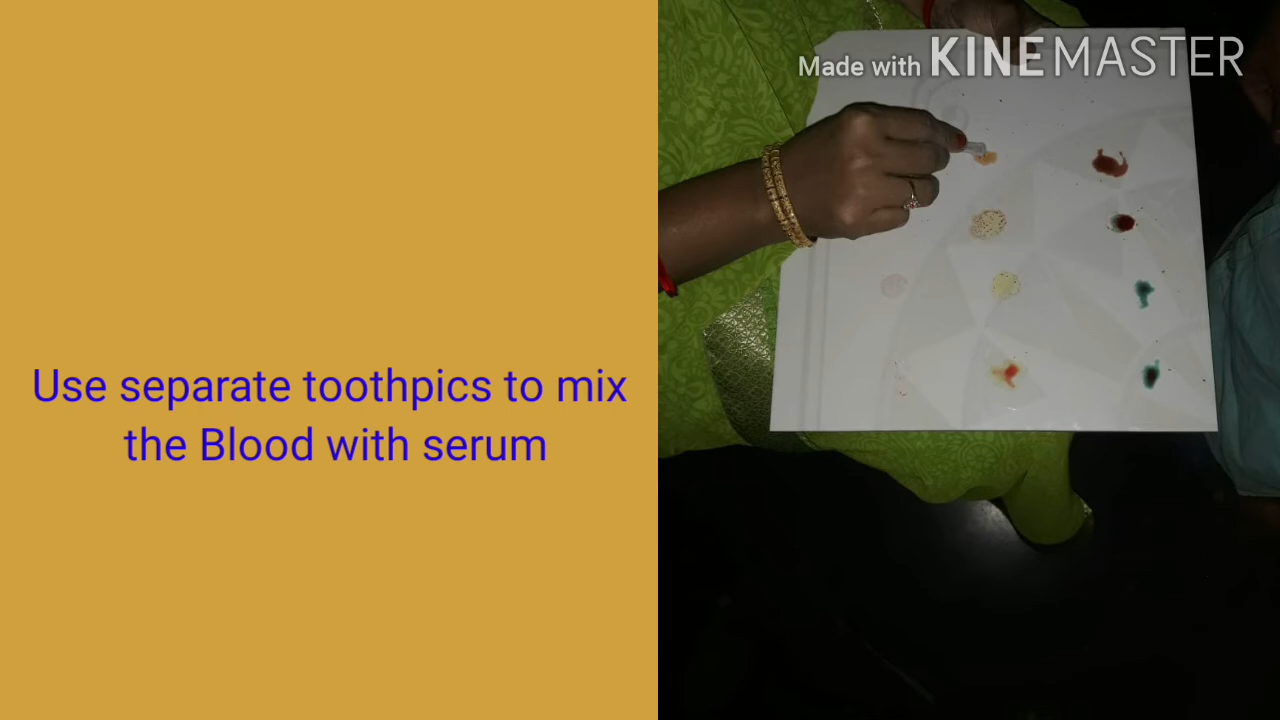 Made with KINEMASTER
Use separate toothpics to mix
the Blood with serum